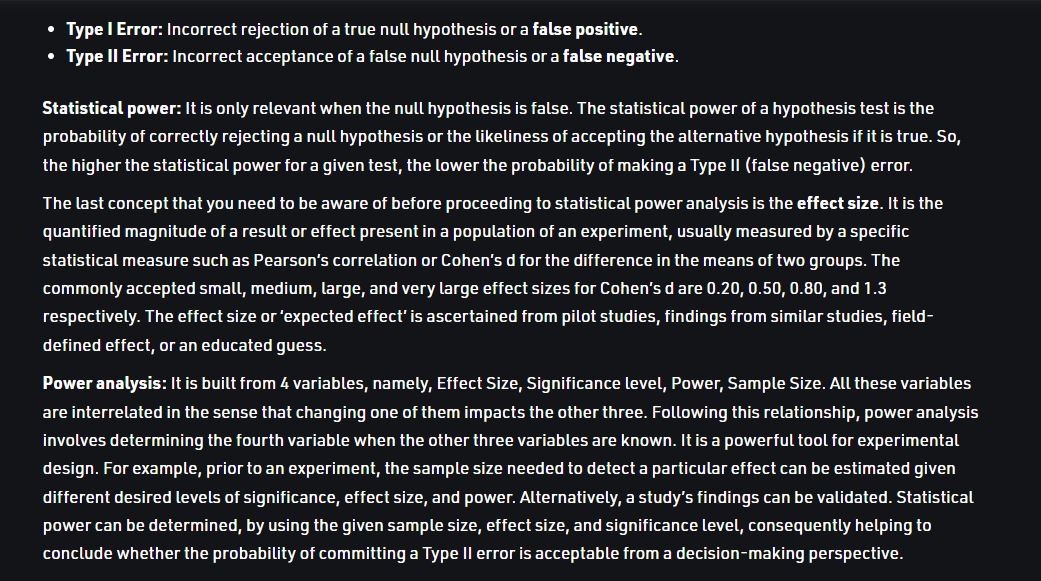 • Type I Error: Incorrect rejection of a true null hypothesis or a false positive.
• Type II Error: Incorrect acceptance of a false null hypothesis or a false negative.
Statistical power: It is only relevant when the null hypothesis is false. The statistical power of a hypothesis test is the
probability of correctly rejecting a null hypothesis or the likeliness of accepting the alternative hypothesis if it is true. So,
the higher the statistical power for a given test, the lower the probability of making a Type II (false negative) error.
The last concept that you need to be aware of before proceeding to statistical power analysis is the effect size. It is the
quantified magnitude of a result or effect present in a population of an experiment, usually measured by a specific
statistical measure such as Pearson’s correlation or Cohen’s d for the difference in the means of two groups. The
commonly accepted small, medium, large, and very large effect sizes for Cohen’s d are 0.20, 0.50, 0.80, and 1.3
respectively. The effect size or ‘expected effect’ is ascertained from pilot studies, findings from similar studies, field-
defined effect, or an educated guess.
Power analysis: It is built from 4 variables, namely, Effect Size, Significance level, Power, Sample Size. All these variables
are interrelated in the sense that changing one of them impacts the other three. Following this relationship, power analysis
involves determining the fourth variable when the other three variables are known. It is a powerful tool for experimental
design. For example, prior to an experiment, the sample size needed to detect a particular effect can be estimated given
different desired levels of significance, effect size, and power. Alternatively, a study’s findings can be validated. Statistical
power can be determined, by using the given sample size, effect size, and significance level, consequently helping to
conclude whether the probability of committing a Type II error is acceptable from a decision-making perspective.